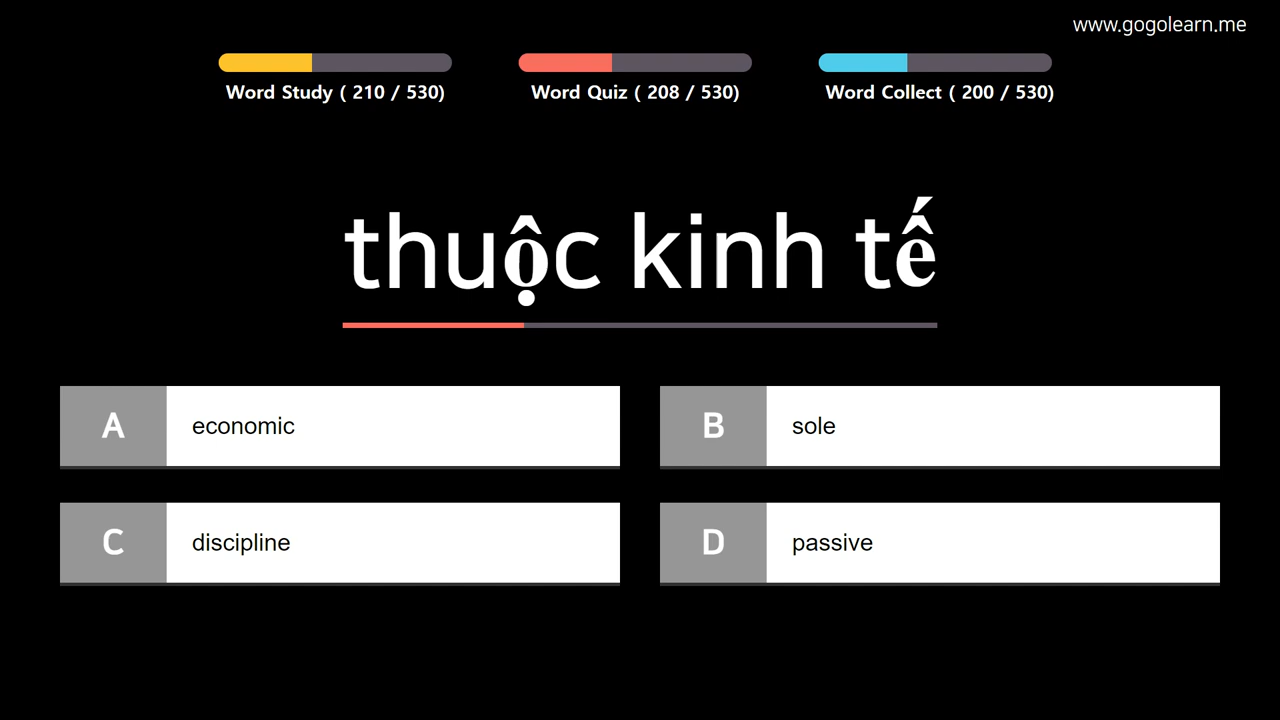 www.gogolearn.me
Word Study ( 210 / 530)
Word Quiz ( 208 / 530)
Word Collect ( 200 / 530)
thuộc kinh tế
A economic
B sole
C discipline
D passive